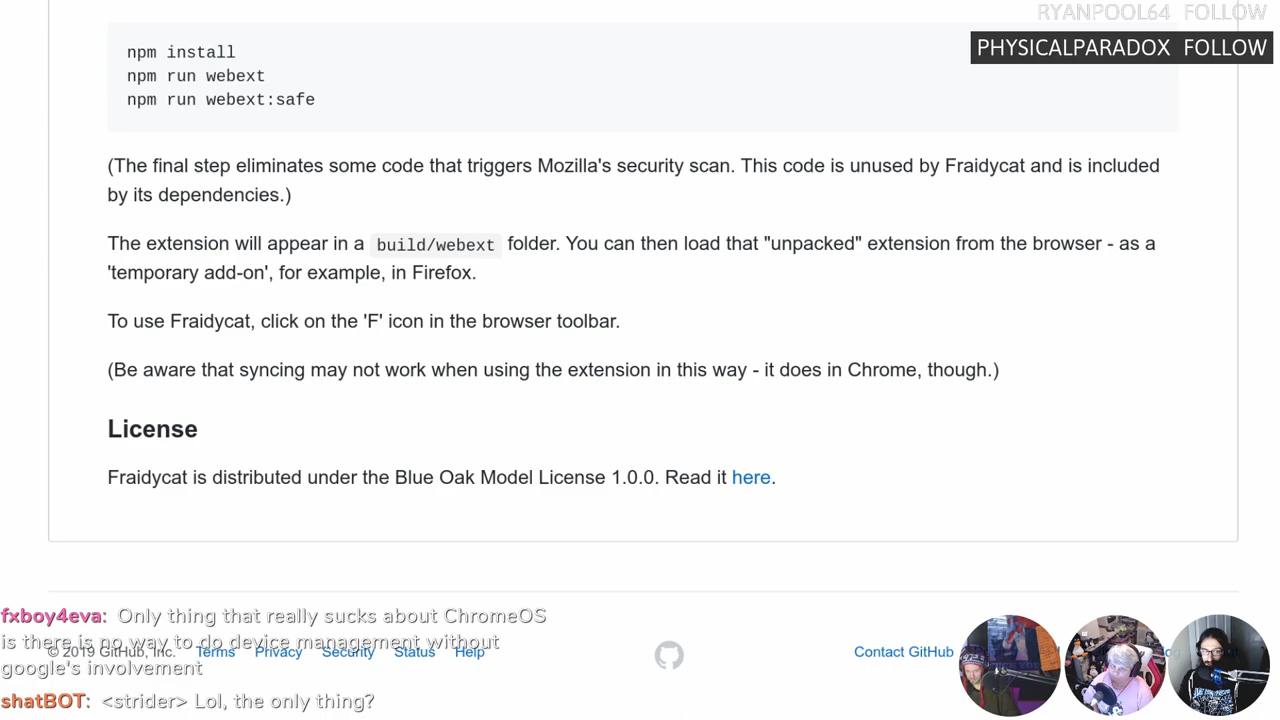 RYANPOOL64 FOLLOW
PHYSICALPARADOX FOLLOW
npm install
npm run webext
npm run webext:safe
(The final step eliminates some code that triggers Mozilla's security scan. This code is unused by Fraidycat and is included
by its dependencies.)
The extension will appear in a build/webext folder. You can then load that "unpacked" extension from the browser - as a
'temporary add-on', for example, in Firefox.
To use Fraidycat, click on the 'F' icon in the browser toolbar.
(Be aware that syncing may not work when using the extension in this way - it does in Chrome, though.)
License
Fraidycat is distributed under the Blue Oak Model License 1.0.0. Read it here.
fxboy4eva: Only thing that really sucks about ChromeOS
is there is no way to do device management without
google's involvement
© 2019 GitHub, Inc. Terms Privacy Security Status Help Contact GitHub
shatBOT: <strider> Lol, the only thing?